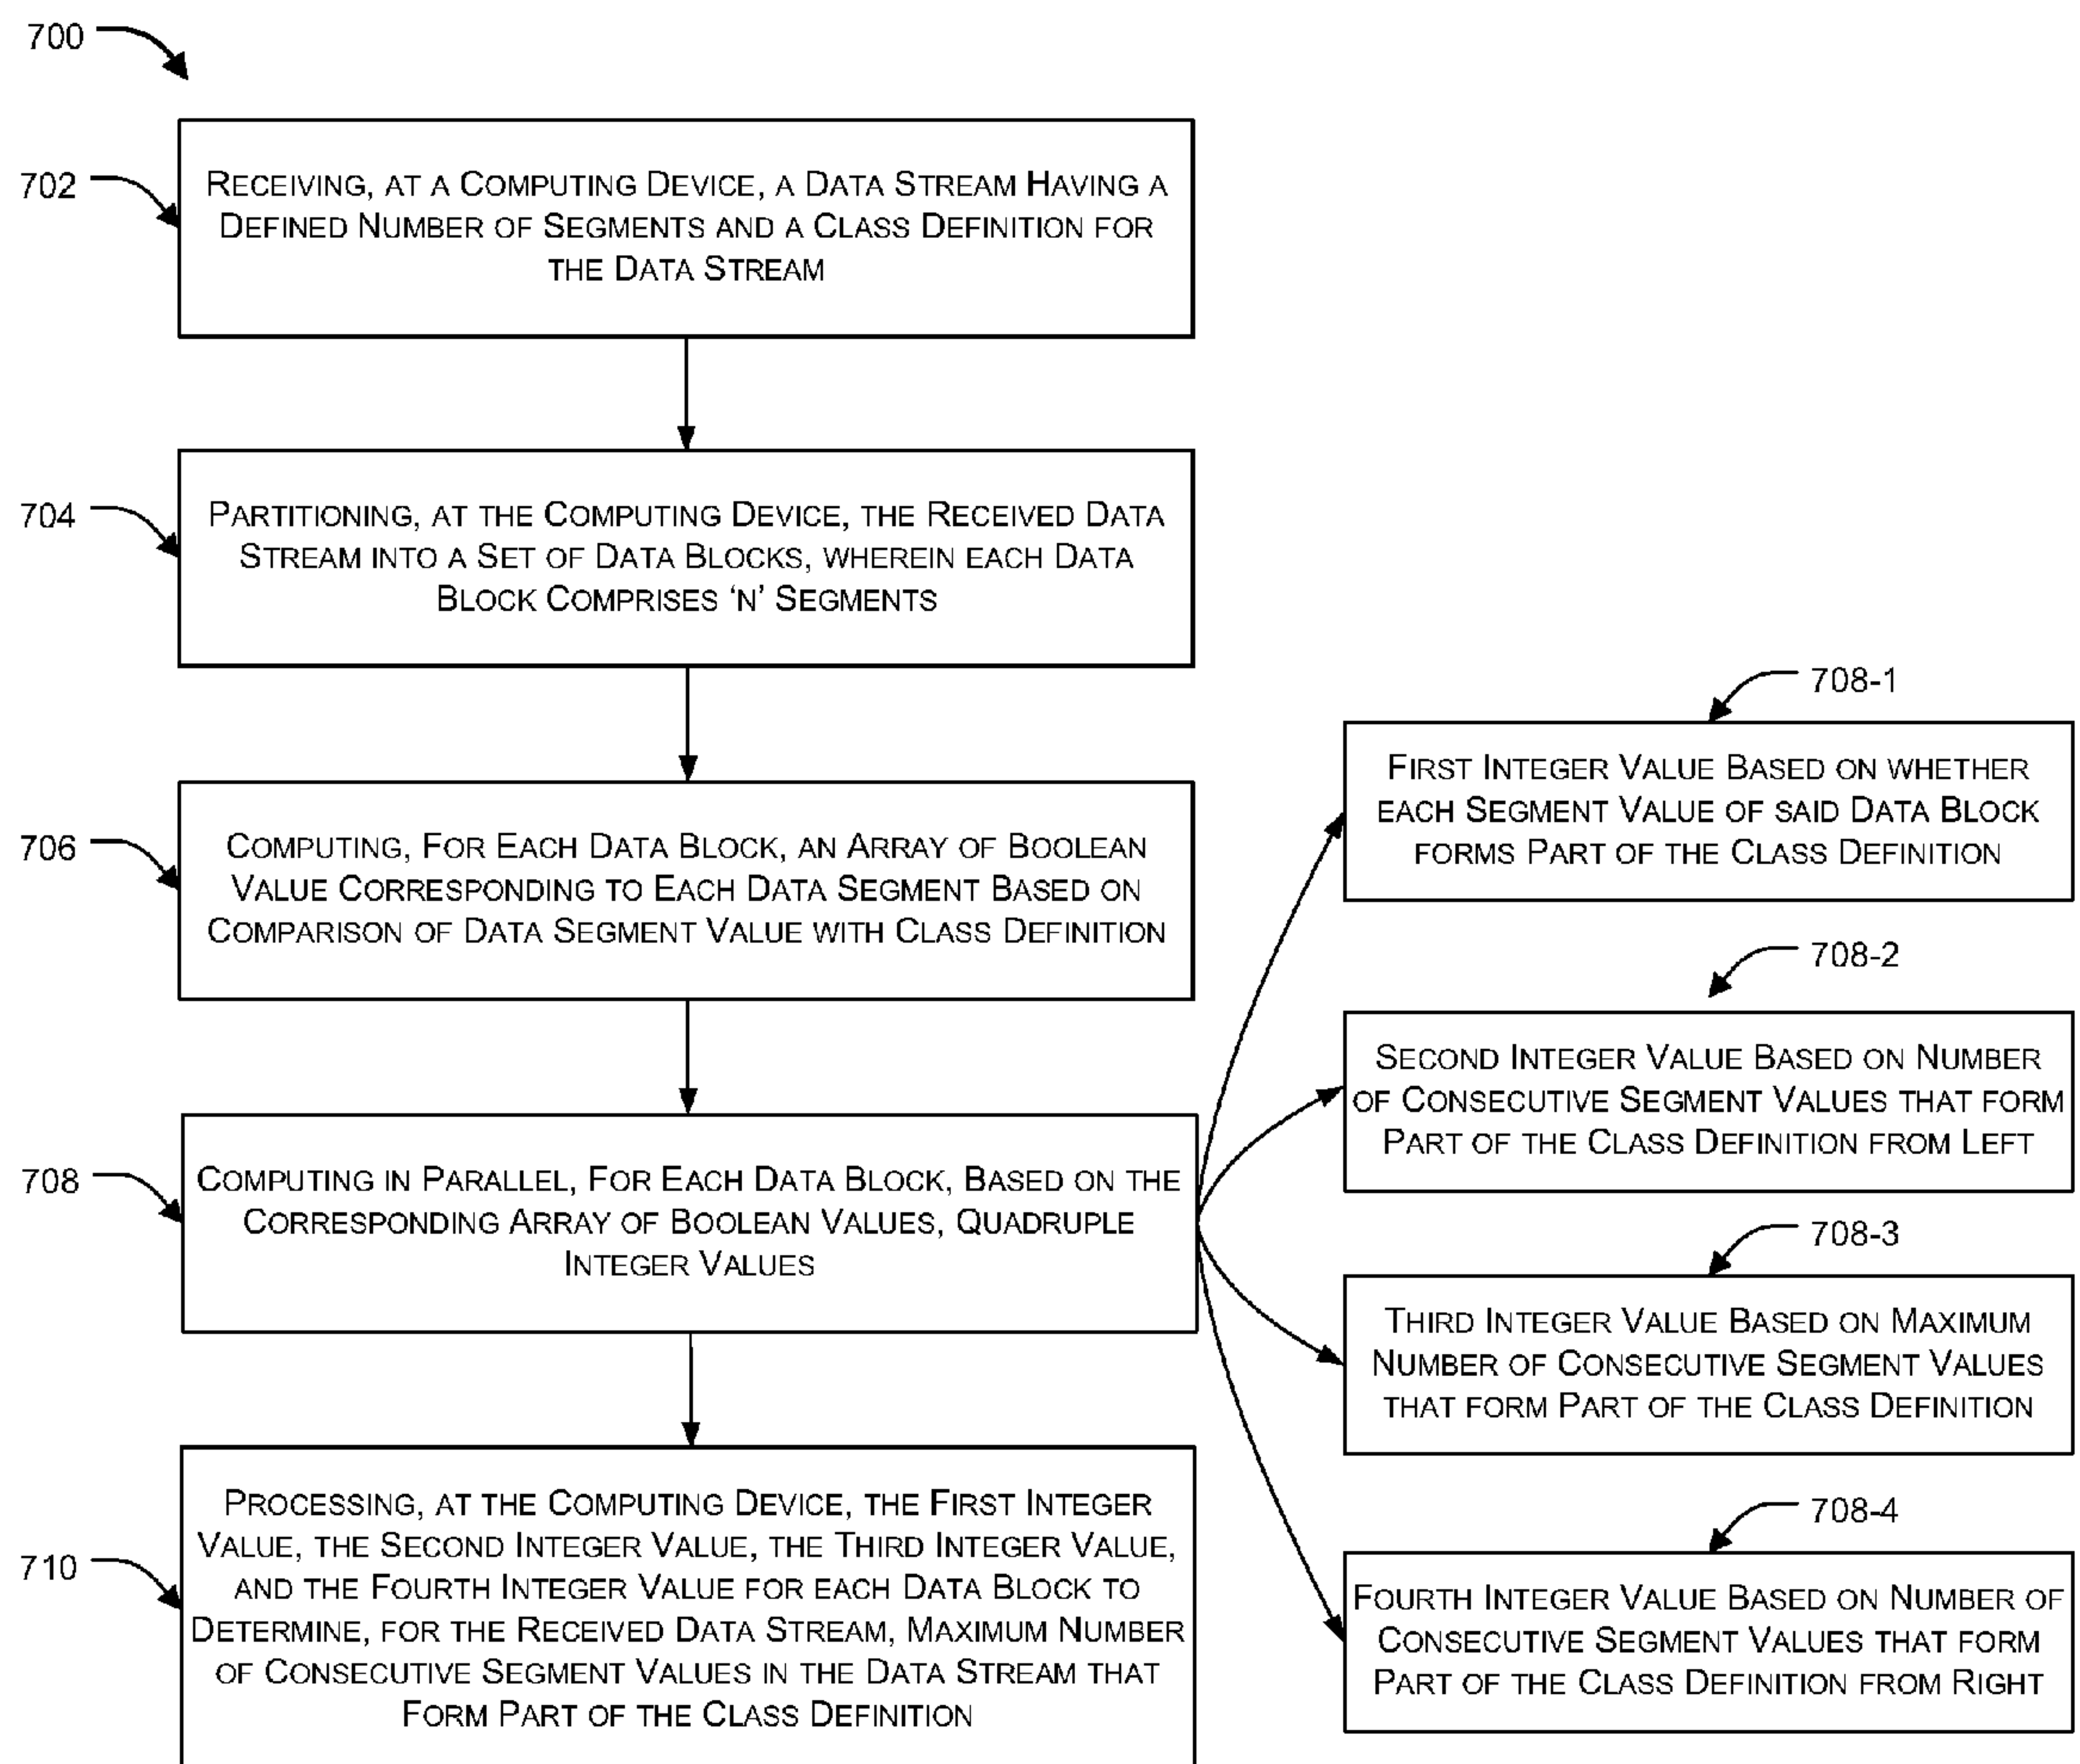 700
702
RECEIVING, AT A COMPUTING DEVICE, A DATA STREAM HAVING A
DEFINED NUMBER OF SEGMENTS AND A CLASS DEFINITION FOR
THE DATA STREAM
704
PARTITIONING, AT THE COMPUTING DEVICE, THE RECEIVED DATA
STREAM INTO A SET OF DATA BLOCKS, WHEREIN EACH DATA
BLOCK COMPRISES 'N' SEGMENTS
706
COMPUTING, FOR EACH DATA BLOCK, AN ARRAY OF BOOLEAN
VALUE CORRESPONDING TO EACH DATA SEGMENT BASED ON
COMPARISON OF DATA SEGMENT VALUE WITH CLASS DEFINITION
708
COMPUTING IN PARALLEL, FOR EACH DATA BLOCK, BASED ON THE
CORRESPONDING ARRAY OF BOOLEAN VALUES, QUADRUPLE
INTEGER VALUES
708-1
FIRST INTEGER VALUE BASED ON WHETHER
EACH SEGMENT VALUE OF SAID DATA BLOCK
FORMS PART OF THE CLASS DEFINITION
708-2
SECOND INTEGER VALUE BASED ON NUMBER
OF CONSECUTIVE SEGMENT VALUES THAT FORM
PART OF THE CLASS DEFINITION FROM LEFT
708-3
THIRD INTEGER VALUE BASED ON MAXIMUM
NUMBER OF CONSECUTIVE SEGMENT VALUES
THAT FORM PART OF THE CLASS DEFINITION
708-4
FOURTH INTEGER VALUE BASED ON NUMBER OF
CONSECUTIVE SEGMENT VALUES THAT FORM
PART OF THE CLASS DEFINITION FROM RIGHT
710
PROCESSING, AT THE COMPUTING DEVICE, THE FIRST INTEGER
VALUE, THE SECOND INTEGER VALUE, THE THIRD INTEGER VALUE,
AND THE FOURTH INTEGER VALUE FOR EACH DATA BLOCK TO
DETERMINE, FOR THE RECEIVED DATA STREAM, MAXIMUM NUMBER
OF CONSECUTIVE SEGMENT VALUES IN THE DATA STREAM THAT
FORM PART OF THE CLASS DEFINITION